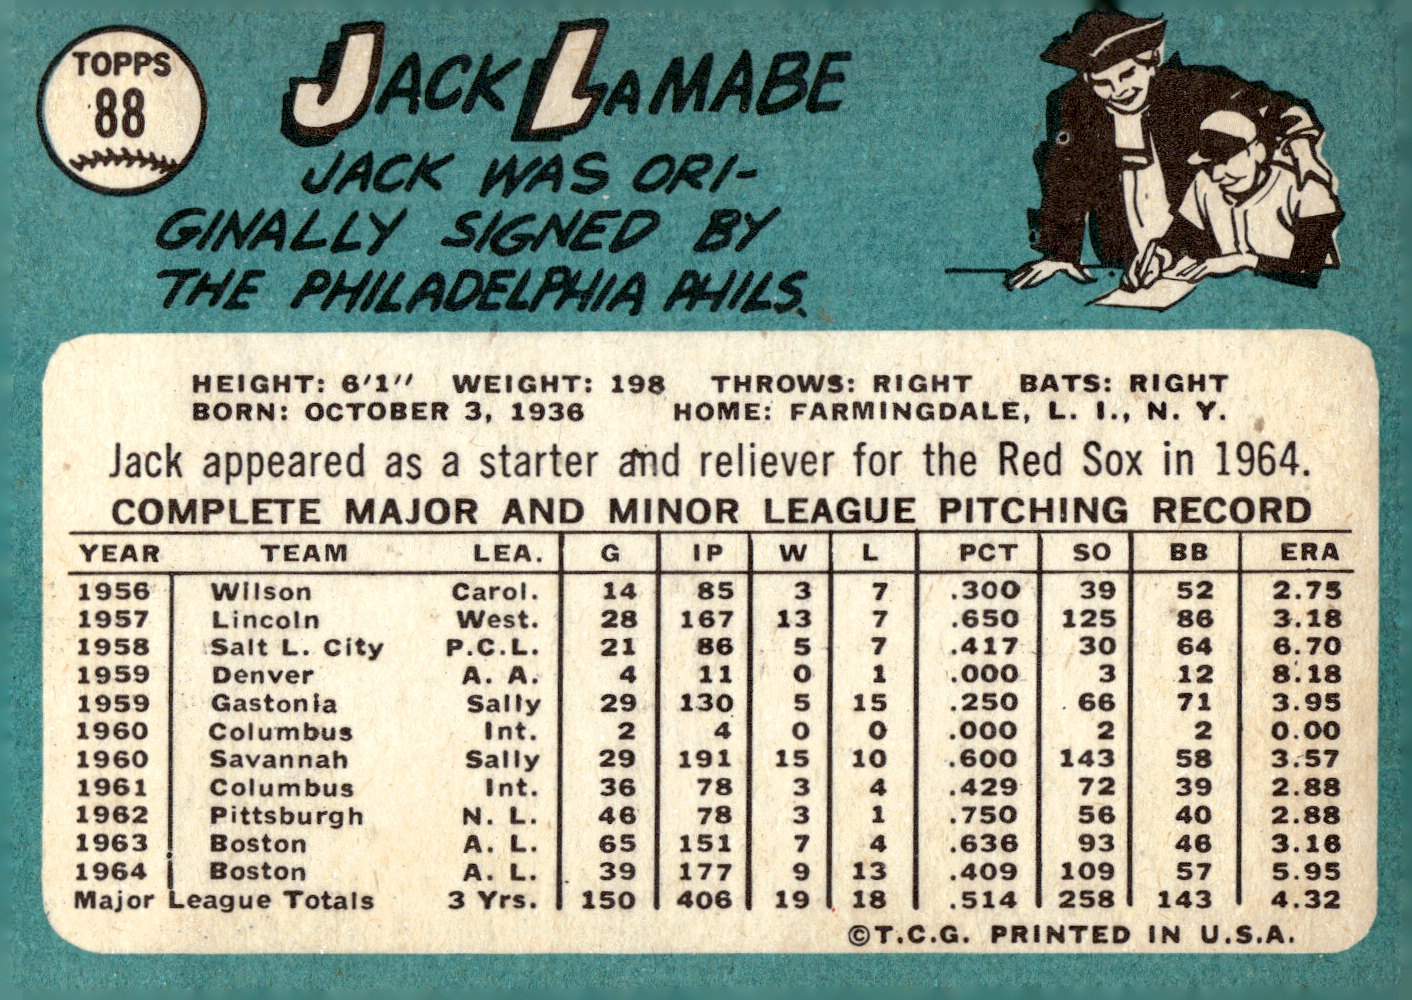 TOPPS
88
JACK LaMABE
JACK WAS ORI-
GINALLY SIGNED BY
THE PHILADELPHIA PHILS.
HEIGHT: 6'1" WEIGHT: 198 THROWS: RIGHT BATS: RIGHT
BORN: OCTOBER 3, 1936 HOME: FARMINGDALE, L. I., N. Y.
Jack appeared as a starter and reliever for the Red Sox in 1964.
COMPLETE MAJOR AND MINOR LEAGUE PITCHING RECORD
YEAR TEAM LEA. G IP W L PCT SO BB ERA
1956 Wilson Carol. 14 85 3 7 .300 39 52 2.75
1957 Lincoln West. 28 167 13 7 .650 125 86 3.18
1958 Salt L. City P.C.L. 21 86 5 7 .417 30 64 6.70
1959 Denver A. A. 4 11 0 1 .000 3 12 8.18
1959 Gastonia Sally 29 130 5 15 .250 66 71 3.95
1960 Columbus Int. 2 4 0 0 .000 2 2 0.00
1960 Savannah Sally 29 191 15 10 .600 143 58 3.57
1961 Columbus Int. 36 78 3 4 .429 72 39 2.88
1962 Pittsburgh N. L. 46 78 3 1 .750 56 40 2.88
1963 Boston A. L. 65 151 7 4 .636 93 46 3.16
1964 Boston A. L. 39 177 9 13 .409 109 57 5.95
Major League Totals 3 Yrs. 150 406 19 18 .514 258 143 4.32
©T.C.G. PRINTED IN U.S.A.